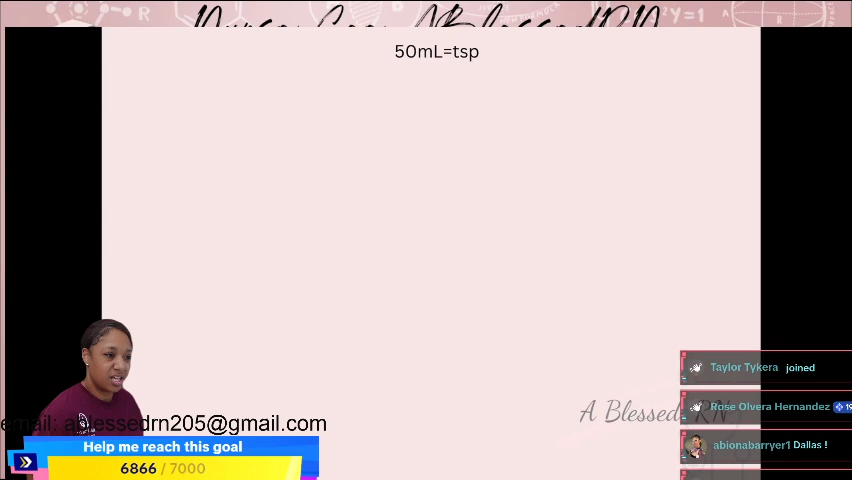 50mL=tsp
Taylor Tykera joined
Rose Olvera Hernandez
abionabarryer1 Dallas !
A Blessed RN
email: ablessedrn205@gmail.com
Help me reach this goal
6866 / 7000